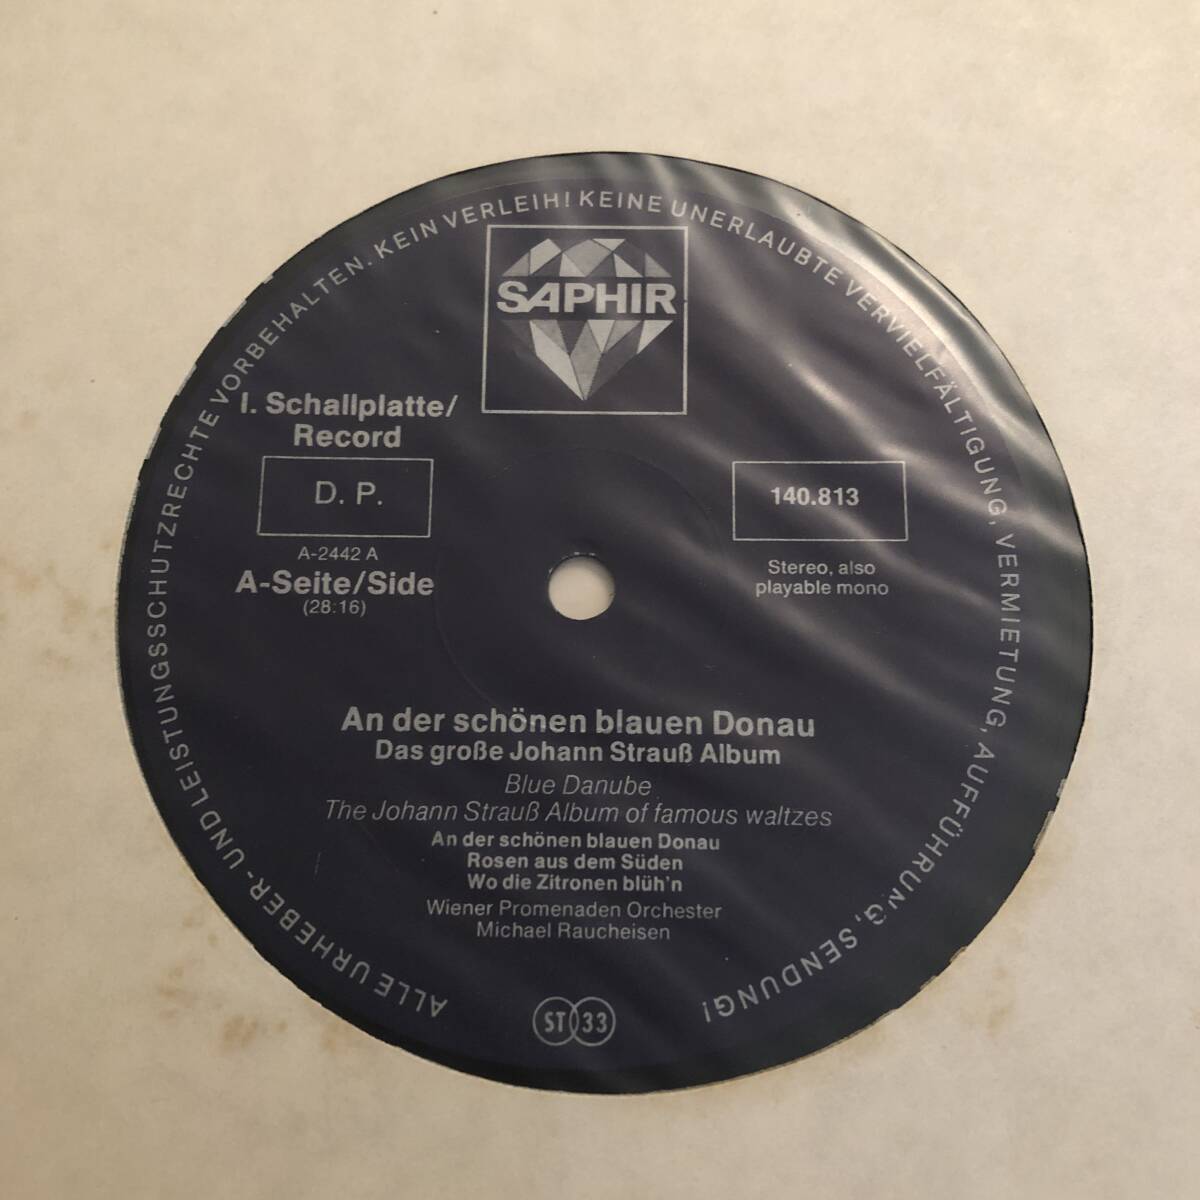 ALLE URHEBER- UND LEISTUNGSSCHUTZRECHTE VORBEHALTEN. KEIN VERLEIH! KEINE UNERLAUBTE VERVIELFÄLTIGUNG, VERMIETUNG, AUFFÜHRUNG, SENDUNG!
SAPHIR
I. Schallplatte/
Record
D. P.
A-2442 A
A-Seite/Side
(28:16)
140.813
Stereo, also
playable mono
An der schönen blauen Donau
Das große Johann Strauß Album
Blue Danube
The Johann Strauß Album of famous waltzes
An der schönen blauen Donau
Rosen aus dem Süden
Wo die Zitronen blüh'n
Wiener Promenaden Orchester
Michael Raucheisen
ST 33